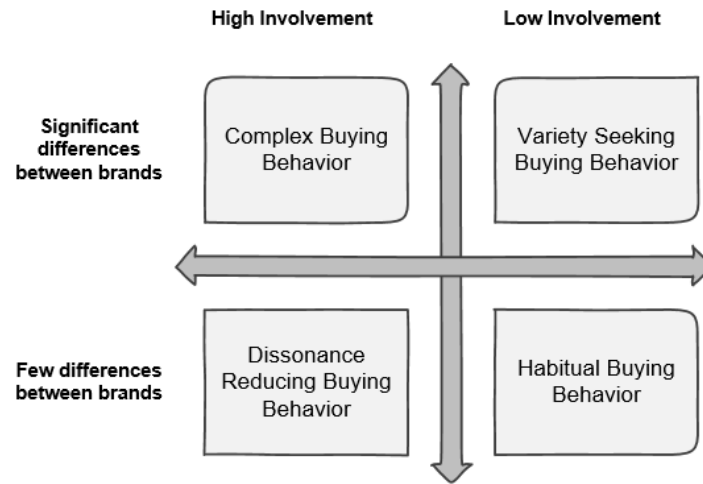 High Involvement
Low Involvement
Significant
differences
between brands
Complex Buying
Behavior
Variety Seeking
Buying Behavior
Few differences
between brands
Dissonance
Reducing Buying
Behavior
Habitual Buying
Behavior